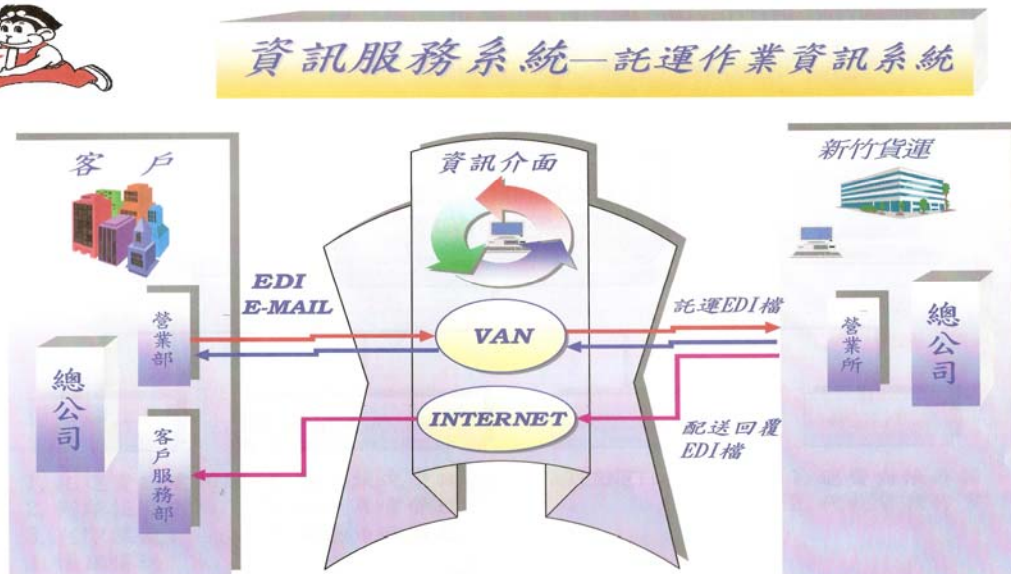 資訊服務系統—託運作業資訊系統
客戶
資訊介面
新竹貨運
EDI
E-MAIL
託運EDI檔
營業部
VAN
營業所
總公司
總公司
INTERNET
配送回覆
EDI檔
客戶服務部